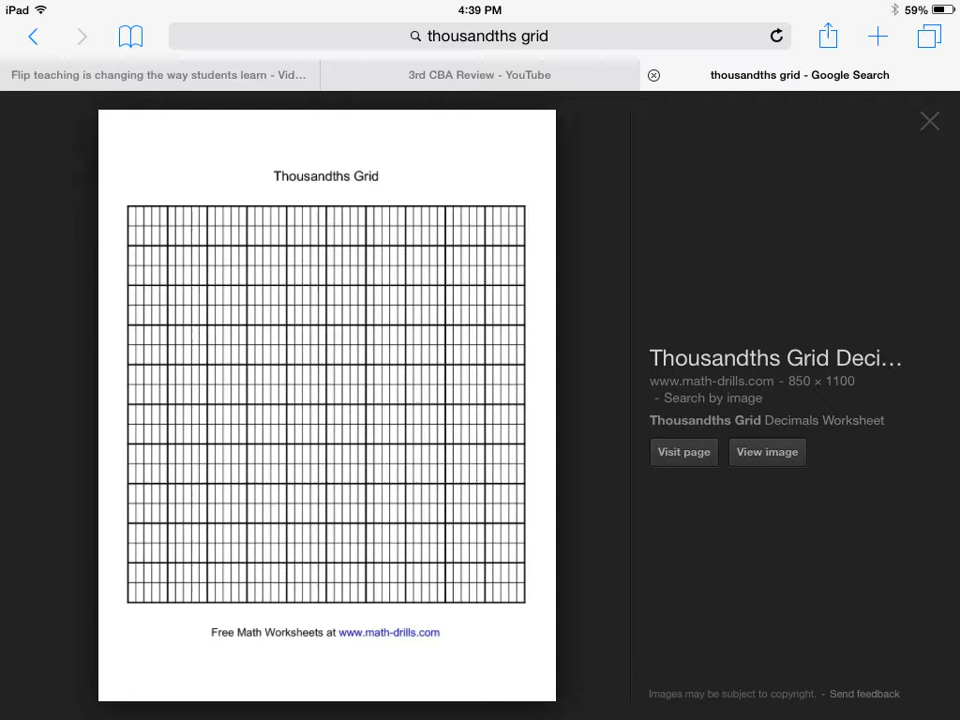 iPad 4:39 PM 59%
thousandths grid
Flip teaching is changing the way students learn - Vid... 3rd CBA Review - YouTube thousandths grid - Google Search
Thousandths Grid
Thousandths Grid Deci...
www.math-drills.com - 850 × 1100
- Search by image
Thousandths Grid Decimals Worksheet
Visit page View image
Free Math Worksheets at www.math-drills.com
Images may be subject to copyright. - Send feedback